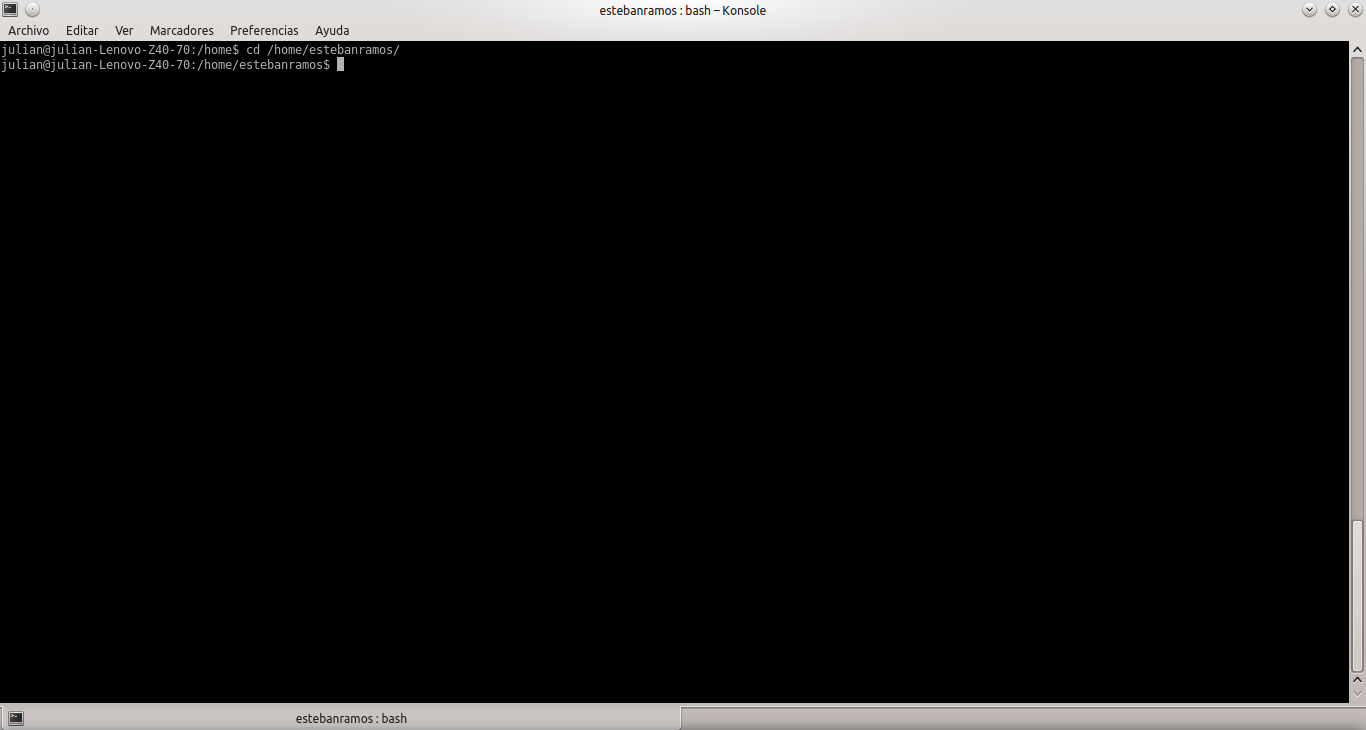 estebanramos : bash – Konsole
Archivo Editar Ver Marcadores Preferencias Ayuda
julian@julian-Lenovo-Z40-70:/home$ cd /home/estebanramos/
julian@julian-Lenovo-Z40-70:/home/estebanramos$
estebanramos : bash